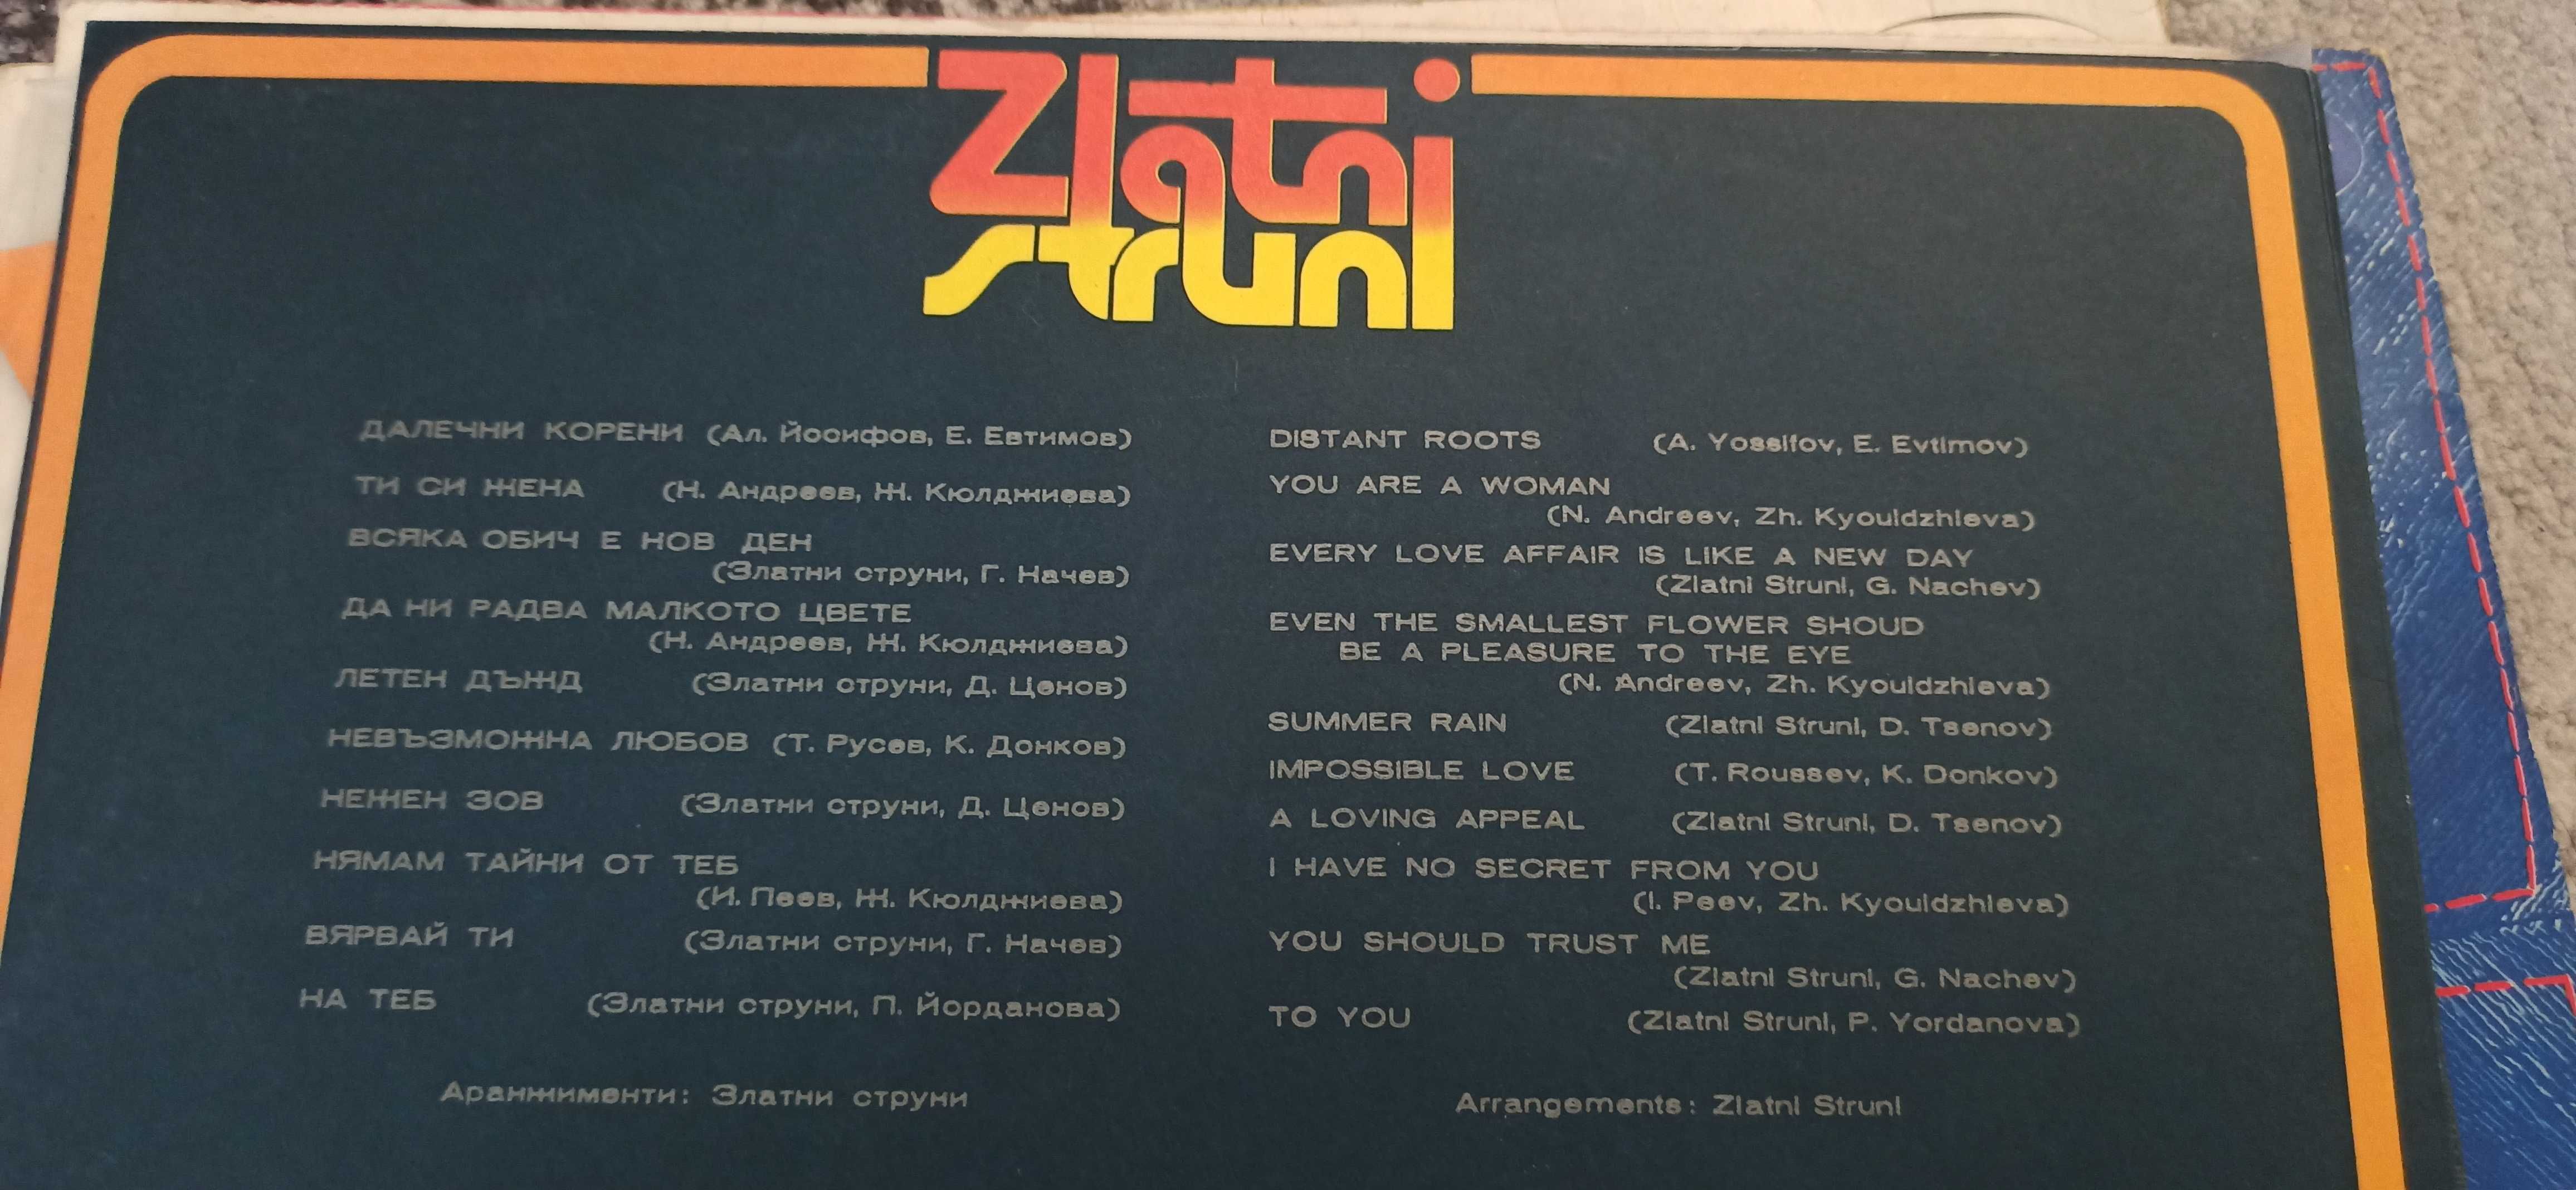 Zlatni
struni
ДАЛЕЧНИ КОРЕНИ (Ал. Йосифов, Е. Евтимов)
ТИ СИ ЖЕНА (Н. Андреев, Ж. Кюлджиева)
ВСЯКА ОБИЧ Е НОВ ДЕН
(Златни струни, Г. Начев)
ДА НИ РАДВА МАЛКОТО ЦВЕТЕ
(Н. Андреев, Ж. Кюлджиева)
ЛЕТЕН ДЪЖД (Златни струни, Д. Ценов)
НЕВЪЗМОЖНА ЛЮБОВ (Т. Русев, К. Донков)
НЕЖЕН ЗОВ (Златни струни, Д. Ценов)
НЯМАМ ТАЙНИ ОТ ТЕБ
(И. Пеев, Ж. Кюлджиева)
ВЯРВАЙ ТИ (Златни струни, Г. Начев)
НА ТЕБ (Златни струни, П. Йорданова)
Аранжименти: Златни струни
DISTANT ROOTS (A. Yossifov, E. Evtimov)
YOU ARE A WOMAN
(N. Andreev, Zh. Kyouldzhieva)
EVERY LOVE AFFAIR IS LIKE A NEW DAY
(Zlatni Struni, G. Nachev)
EVEN THE SMALLEST FLOWER SHOUD
BE A PLEASURE TO THE EYE
(N. Andreev, Zh. Kyouldzhieva)
SUMMER RAIN (Zlatni Struni, D. Tsenov)
IMPOSSIBLE LOVE (T. Roussev, K. Donkov)
A LOVING APPEAL (Zlatni Struni, D. Tsenov)
I HAVE NO SECRET FROM YOU
(I. Peev, Zh. Kyouldzhieva)
YOU SHOULD TRUST ME
(Zlatni Struni, G. Nachev)
TO YOU (Zlatni Struni, P. Yordanova)
Arrangements: Zlatni Struni